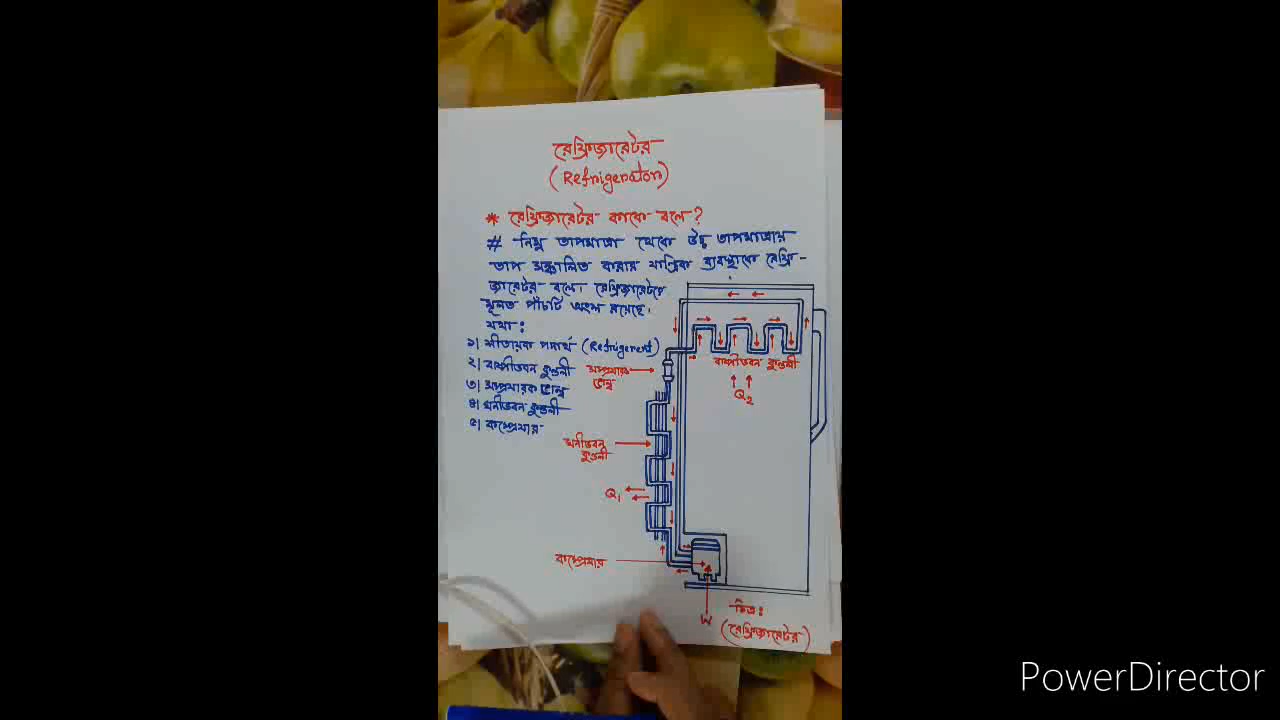 রেফ্রিজারেটর
(Refrigerator)
* রেফ্রিজারেটর কাকে বলে?
# নিম্ন তাপমাত্রা থেকে উচ্চ তাপমাত্রায়
তাপ সঞ্চালিত করার যান্ত্রিক ব্যবস্থাকে রেফ্রি-
জারেটর বলে। রেফ্রিজারেটরে
মূলত পাঁচটি অংশ রয়েছে।
যথা:
১| শীতায়ক পদার্থ (Refrigerent)
২| বাষ্পীভবন কুণ্ডলী
৩| সম্প্রসারক ভাল্ব
৪| ঘনীভবন কুণ্ডলী
৫| কম্প্রেসার
সম্প্রসারক
ভাল্ব
বাষ্পীভবন কুণ্ডলী
Q2
ঘনীভবন
কুণ্ডলী
Q1
কম্প্রেসার
W
চিত্র:
(রেফ্রিজারেটর)
PowerDirector